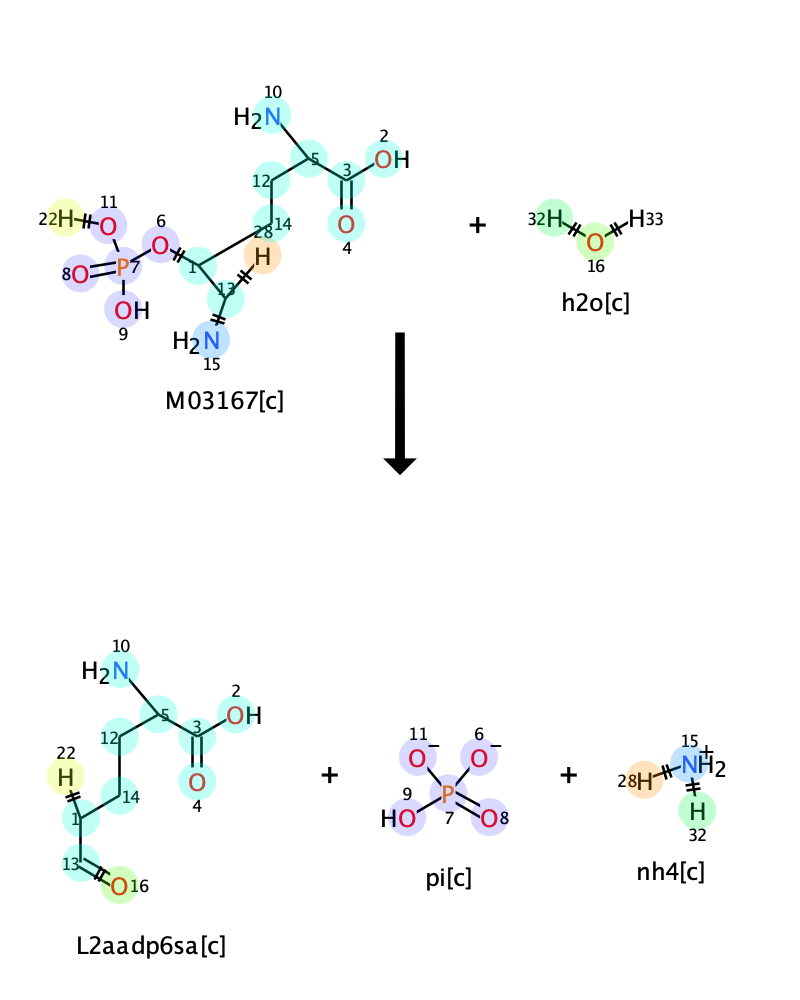 10
H2N
2
5
3
OH
12
4
O
14
11
22H
O
6
O
28
H
+
32H
H33
O
16
8O
P7
1
13
h2o[c]
OH
9
H2N
15
M03167[c]
10
H2N
2
5
3
OH
12
22
H
O
4
14
1
13
O16
L2aadp6sa[c]
+
11
O−
6
O−
9
HO
P
7
O8
pi[c]
+
15
+
28H
NH2
H
32
nh4[c]